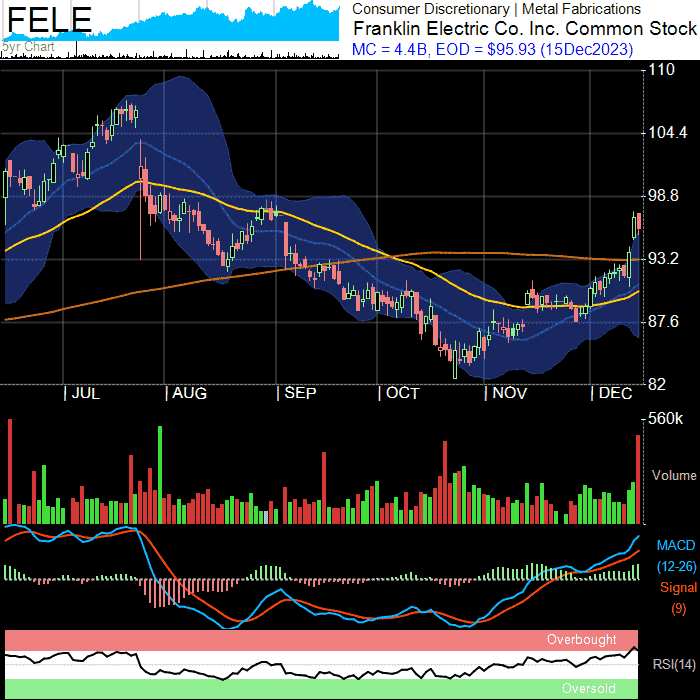 FELE
5yr Chart
Consumer Discretionary | Metal Fabrications
Franklin Electric Co. Inc. Common Stock
MC = 4.4B, EOD = $95.93 (15Dec2023)
110
104.4
98.8
93.2
87.6
82
| JUL | AUG | SEP | OCT | NOV | DEC
560k
Volume
MACD
(12-26)
Signal
(9)
Overbought
RSI(14)
Oversold